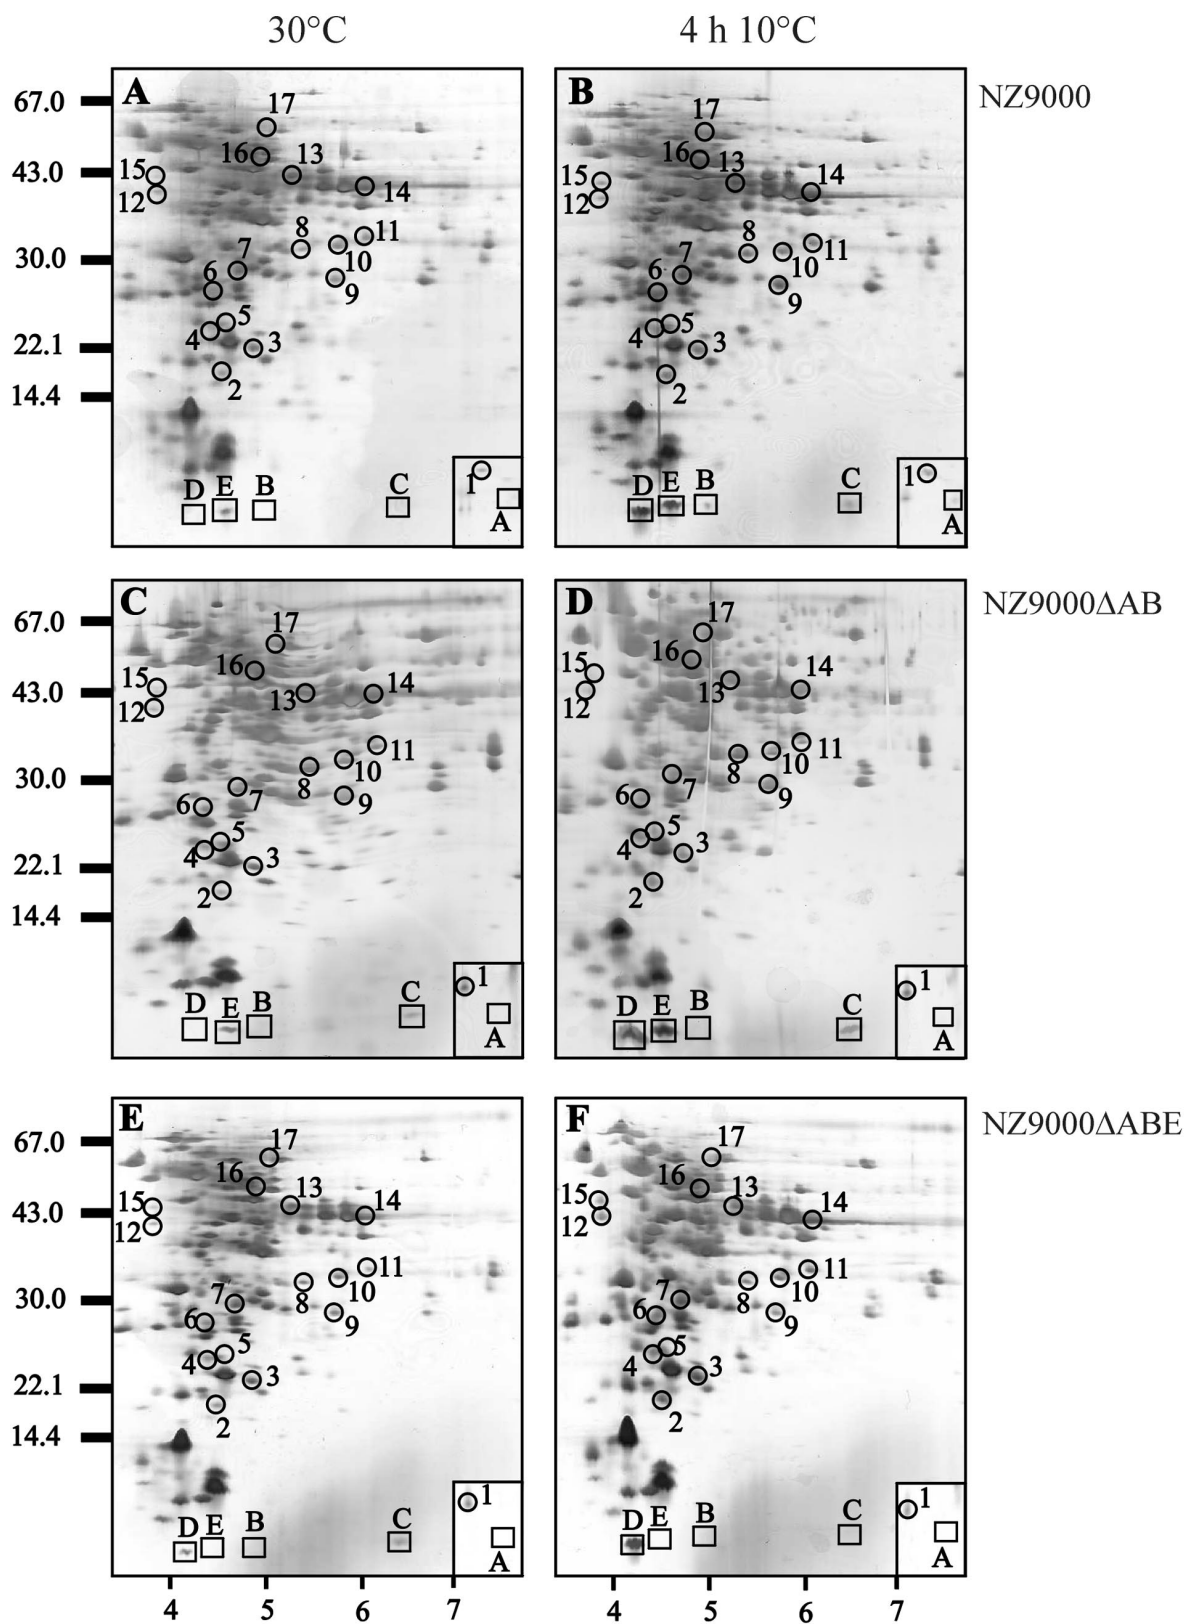 30°C 4 h 10°C
A B NZ9000
67.0 17 17
16 13 16 13
43.0 15 14 15 14
12 12
8 11 8 11
30.0 7 10 7 10
6 9 6 9
5 5
4 3 4 3
22.1
2 2
14.4
D E B C 1 A D E B C 1 A
C D NZ9000ΔAB
67.0 17 17
16 16
15 14 15 14
43.0 13 13
12 12
11 11
10 10
30.0 8 8
7 9 7 9
6 6
5 5
4 3 4 3
22.1
2 2
14.4
D E B C 1 A D E B C 1 A
E F NZ9000ΔABE
67.0 17 17
16 13 16 13
15 14 15 14
43.0
12 12
11 11
30.0 7 8 10 7 8 10
6 9 6 9
5 5
4 3 4 3
22.1
2 2
14.4
D E B C 1 A D E B C 1 A
4 5 6 7 4 5 6 7